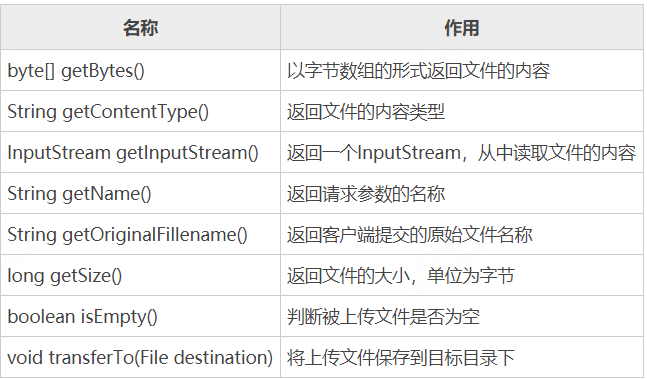 名称 作用
byte[] getBytes() 以字节数组的形式返回文件的内容
String getContentType() 返回文件的内容类型
InputStream getInputStream() 返回一个InputStream，从中读取文件的内容
String getName() 返回请求参数的名称
String getOriginalFillename() 返回客户端提交的原始文件名称
long getSize() 返回文件的大小，单位为字节
boolean isEmpty() 判断被上传文件是否为空
void transferTo(File destination) 将上传文件保存到目标目录下